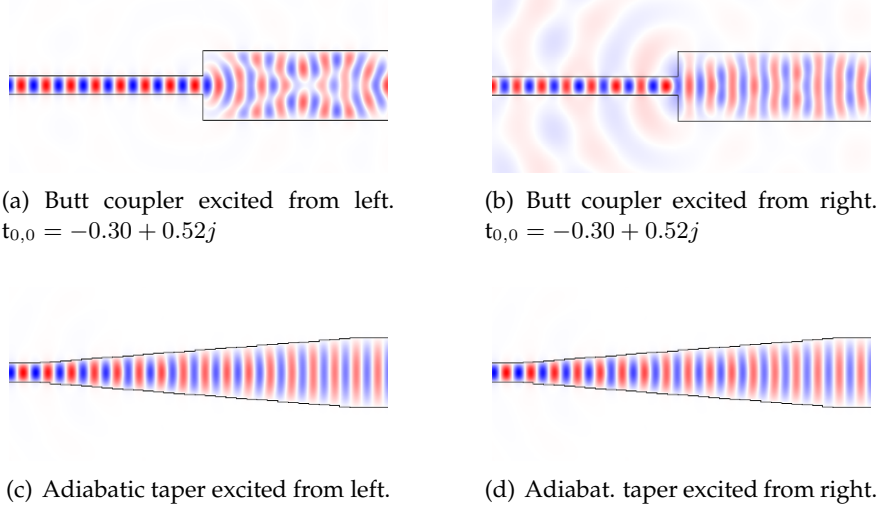 (a) Butt coupler excited from left.
t₀,₀ = −0.30 + 0.52j
(b) Butt coupler excited from right.
t₀,₀ = −0.30 + 0.52j
(c) Adiabatic taper excited from left.
(d) Adiabat. taper excited from right.